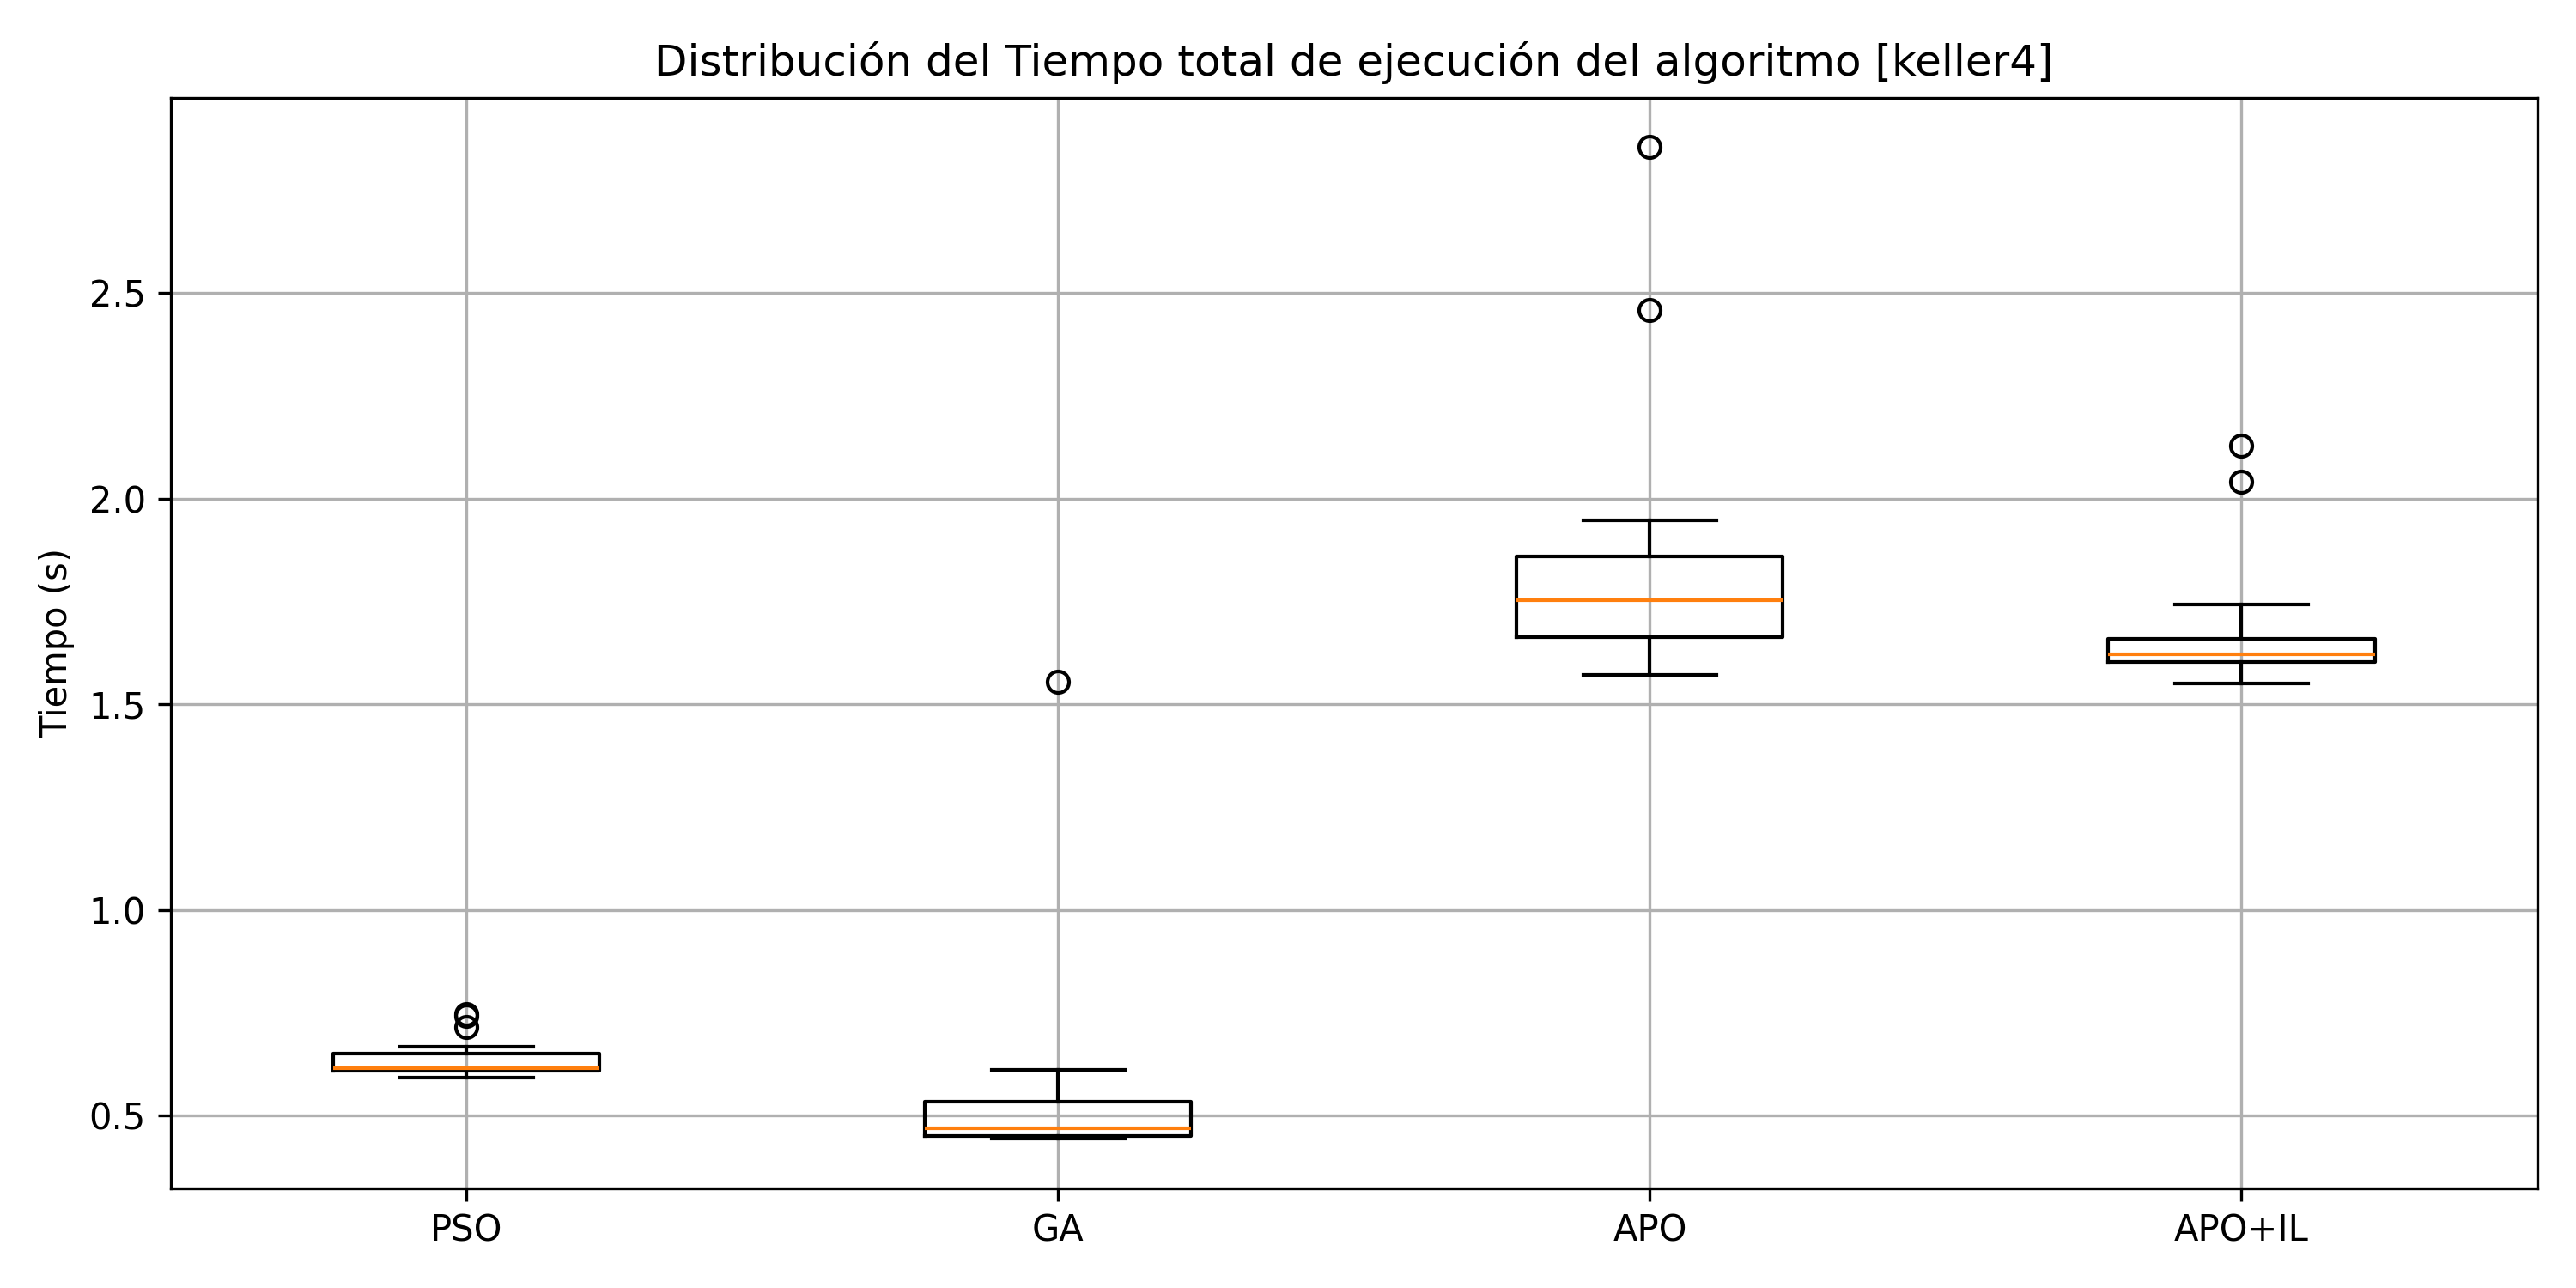 Distribución del Tiempo total de ejecución del algoritmo [keller4]
Tiempo (s)
2.5
2.0
1.5
1.0
0.5
PSO
GA
APO
APO+IL